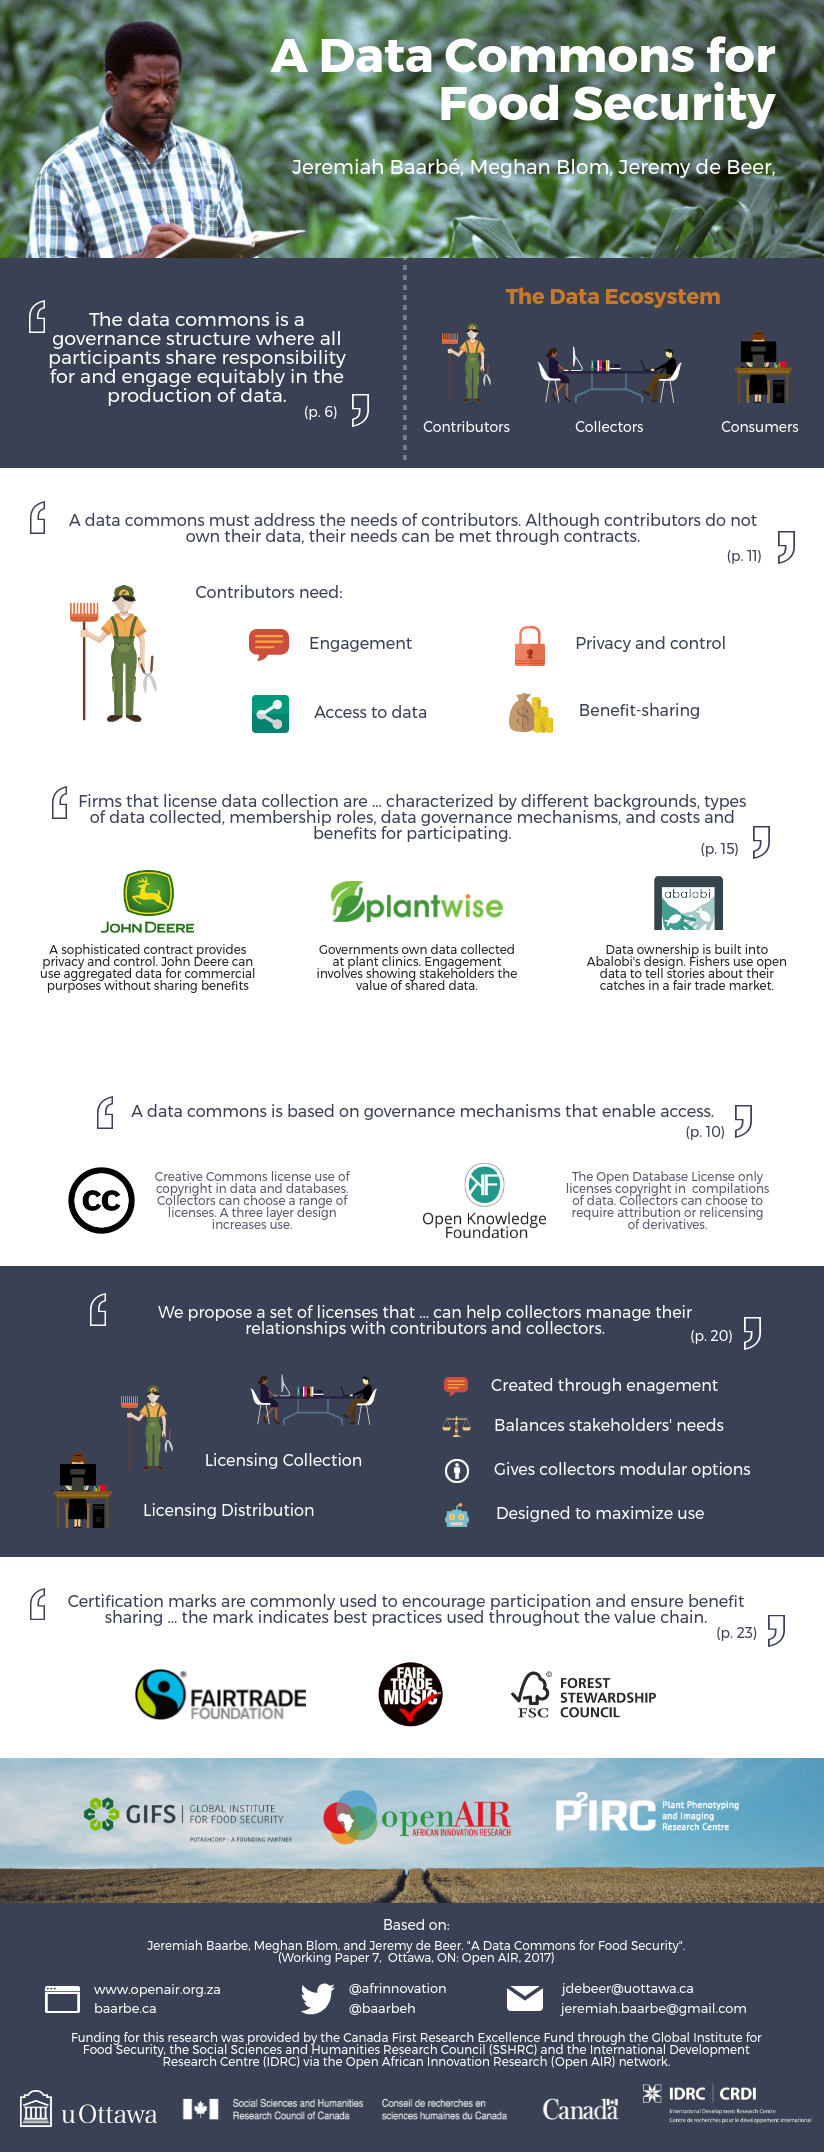 A Data Commons for
Food Security
Jeremiah Baarbé, Meghan Blom, Jeremy de Beer,
The data commons is a
governance structure where all
participants share responsibility
for and engage equitably in the
production of data.
(p. 6)
The Data Ecosystem
Contributors
Collectors
Consumers
A data commons must address the needs of contributors. Although contributors do not
own their data, their needs can be met through contracts.
(p. 11)
Contributors need:
Engagement
Privacy and control
Access to data
Benefit-sharing
Firms that license data collection are ... characterized by different backgrounds, types
of data collected, membership roles, data governance mechanisms, and costs and
benefits for participating.
(p. 15)
JOHN DEERE
A sophisticated contract provides
privacy and control. John Deere can
use aggregated data for commercial
purposes without sharing benefits
plantwise
Governments own data collected
at plant clinics. Engagement
involves showing stakeholders the
value of shared data.
abalobi
Data ownership is built into
Abalobi's design. Fishers use open
data to tell stories about their
catches in a fair trade market.
A data commons is based on governance mechanisms that enable access.
(p. 10)
cc
Creative Commons license use of
copyright in data and databases.
Collectors can choose a range of
licenses. A three layer design
increases use.
KF
Open Knowledge
Foundation
The Open Database License only
licenses copyright in compilations
of data. Collectors can choose to
require attribution or relicensing
of derivatives.
We propose a set of licenses that ... can help collectors manage their
relationships with contributors and collectors.
(p. 20)
Licensing Collection
Licensing Distribution
Created through enagement
Balances stakeholders' needs
Gives collectors modular options
Designed to maximize use
Certification marks are commonly used to encourage participation and ensure benefit
sharing ... the mark indicates best practices used throughout the value chain.
(p. 23)
FAIRTRADE
FOUNDATION
FAIR
TRADE
MUSIC
FSC
FOREST
STEWARDSHIP
COUNCIL
GIFS
GLOBAL INSTITUTE
FOR FOOD SECURITY
POTASHCORP - A FOUNDING PARTNER
openAIR
AFRICAN INNOVATION RESEARCH
P²IRC
Plant Phenotyping
and Imaging
Research Centre
Based on:
Jeremiah Baarbe, Meghan Blom, and Jeremy de Beer. "A Data Commons for Food Security".
(Working Paper 7, Ottawa, ON: Open AIR, 2017)
www.openair.org.za
baarbe.ca
@afrinnovation
@baarbeh
jdebeer@uottawa.ca
jeremiah.baarbe@gmail.com
Funding for this research was provided by the Canada First Research Excellence Fund through the Global Institute for
Food Security, the Social Sciences and Humanities Research Council (SSHRC) and the International Development
Research Centre (IDRC) via the Open African Innovation Research (Open AIR) network.
uOttawa
Social Sciences and Humanities
Research Council of Canada
Conseil de recherches en
sciences humaines du Canada
Canada
IDRC | CRDI
International Development Research Centre
Centre de recherches pour le développement international